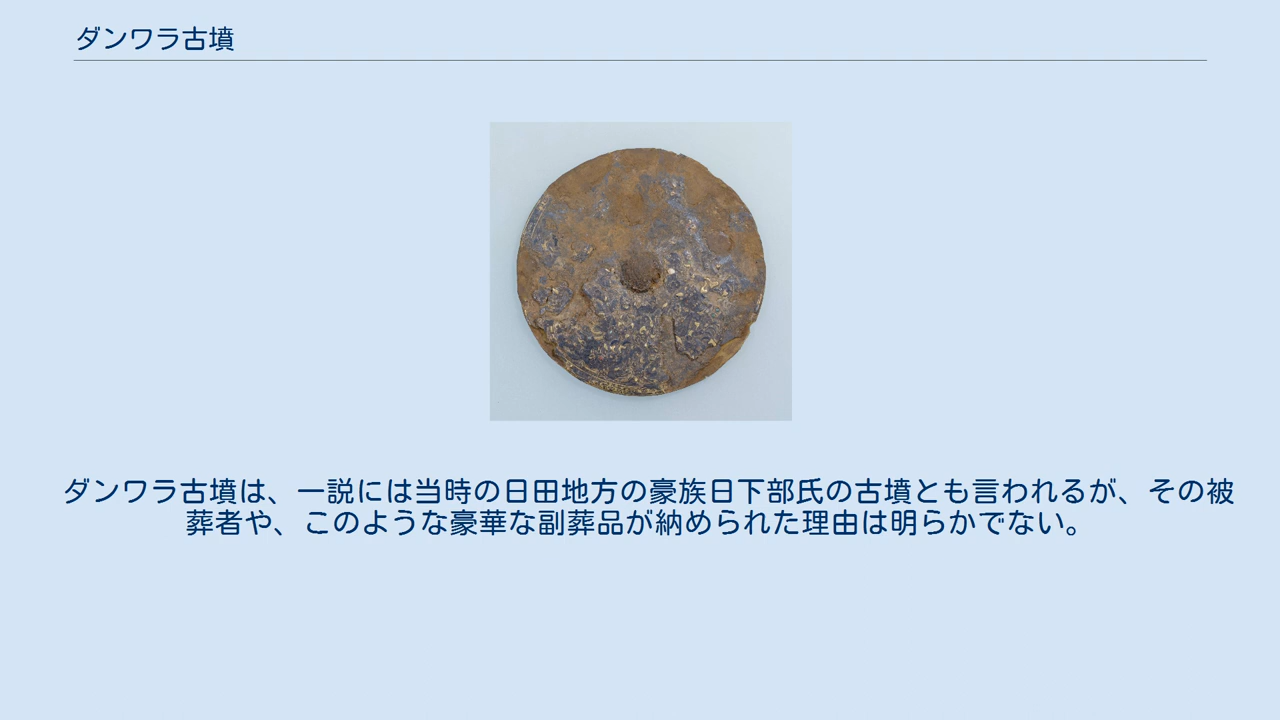 ダンワラ古墳
ダンワラ古墳は、一説には当時の日田地方の豪族日下部氏の古墳とも言われるが、その被
葬者や、このような豪華な副葬品が納められた理由は明らかでない。